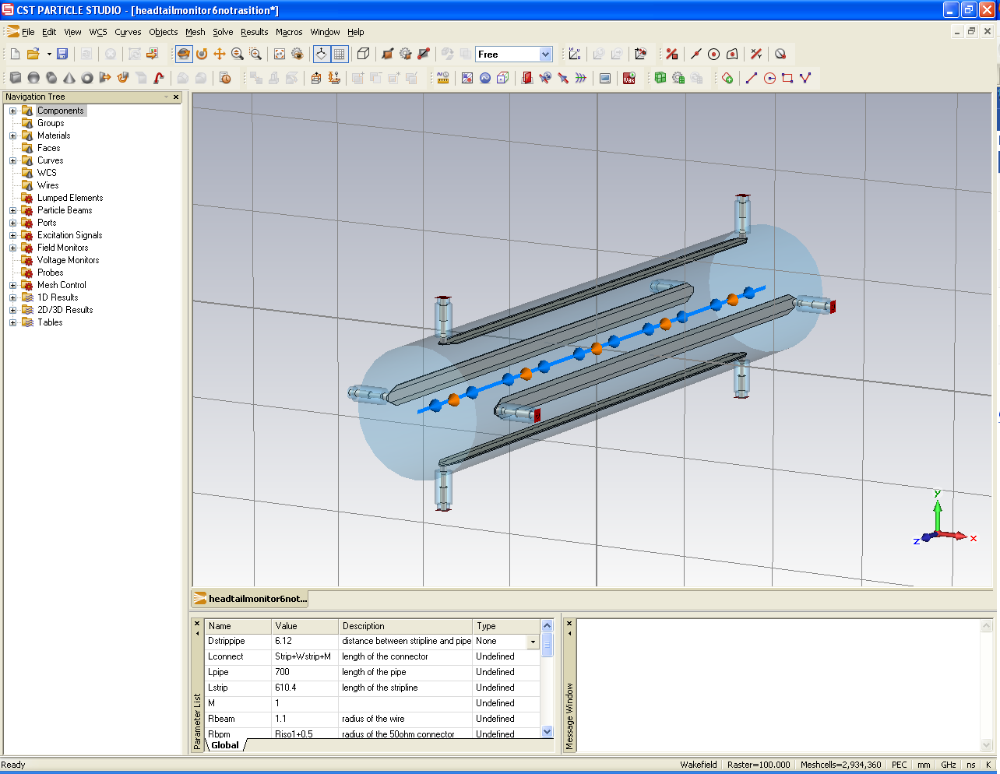 CST PARTICLE STUDIO - [headtailmonitor6notrasition*]
File Edit View WCS Curves Objects Mesh Solve Results Macros Window Help
Free
Wak
Navigation Tree
Components
Groups
Materials
Faces
Curves
WCS
Wires
Lumped Elements
Particle Beams
Ports
Excitation Signals
Field Monitors
Voltage Monitors
Probes
Mesh Control
1D Results
2D/3D Results
Tables
y
x
z
headtailmonitor6not...
Parameter List
Name Value Description Type
Dstrippipe 6.12 distance between stripline and pipe None
Lconnect Strip+Wstrip+M length of the connector Undefined
Lpipe 700 length of the pipe Undefined
Lstrip 610.4 length of the stripline Undefined
M 1 Undefined
Rbeam 1.1 radius of the wire Undefined
Rbpm Riso1+0.5 radius of the 50ohm connector Undefined
Global
Message Window
Ready Wakefield Raster=100.000 Meshcells=2,934,360 PEC mm GHz ns K